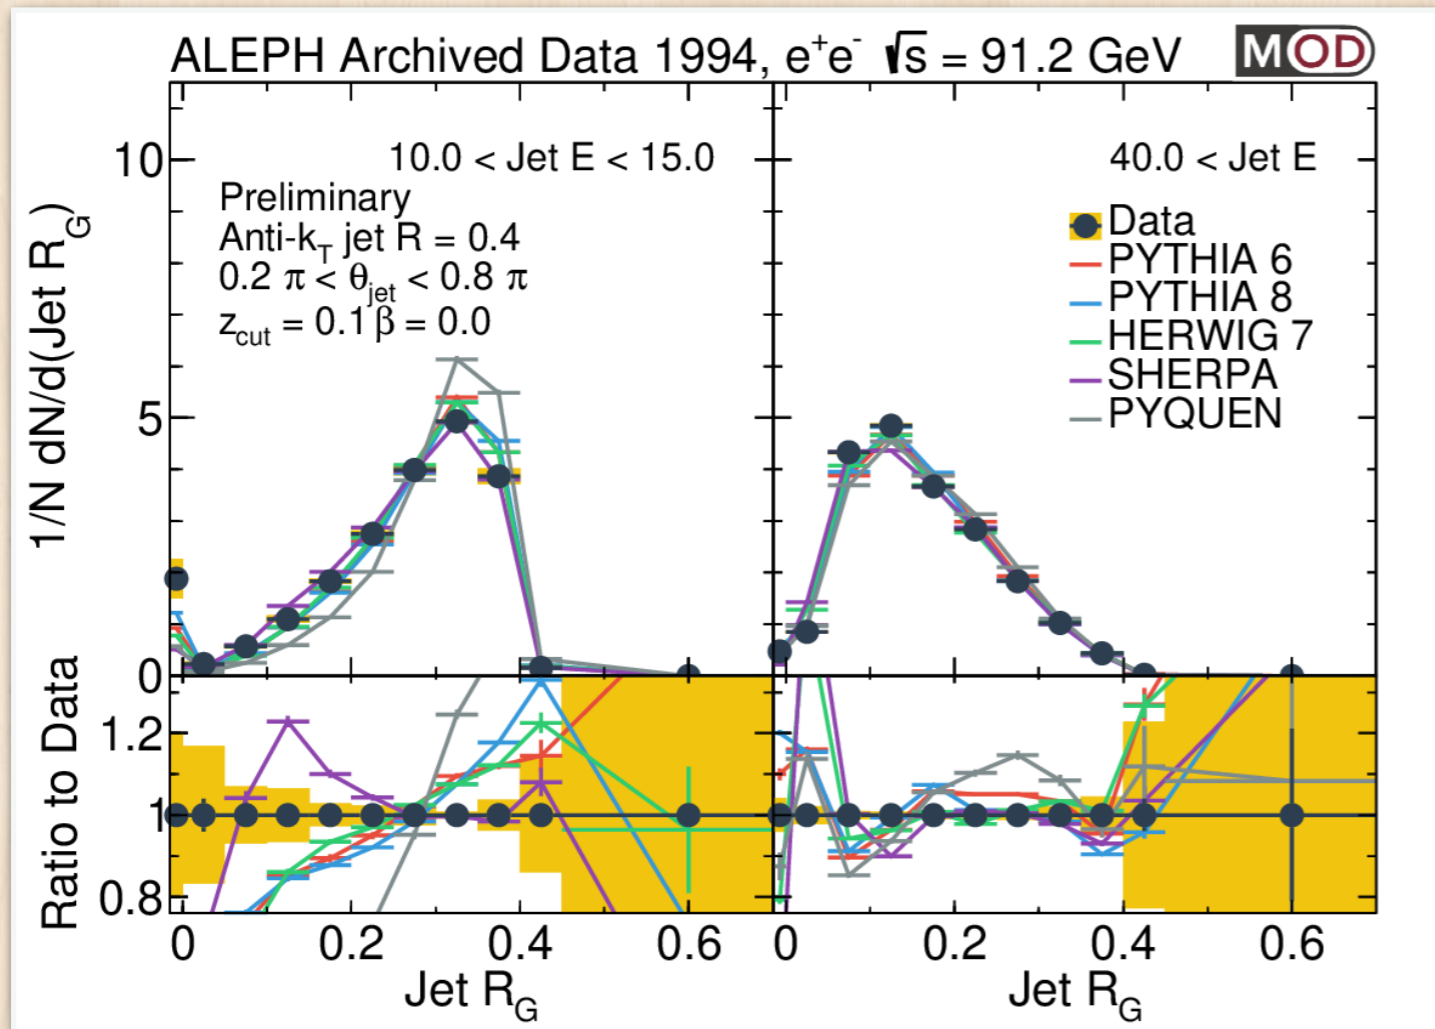 ALEPH Archived Data 1994, e⁺e⁻ √s = 91.2 GeV
MOD
10.0 < Jet E < 15.0
Preliminary
Anti-k_T jet R = 0.4
0.2 π < θ_jet < 0.8 π
z_cut = 0.1 β = 0.0
40.0 < Jet E
Data
PYTHIA 6
PYTHIA 8
HERWIG 7
SHERPA
PYQUEN
1/N dN/d(Jet R_G)
10
5
0
Ratio to Data
1.2
1
0.8
0 0.2 0.4 0.6
Jet R_G
0 0.2 0.4 0.6
Jet R_G